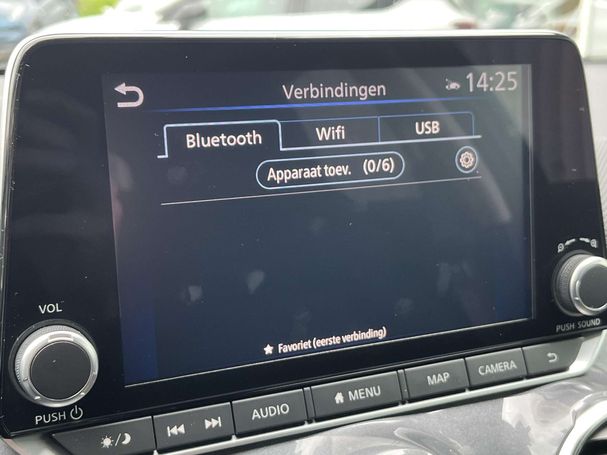 Verbindingen 14:25
Bluetooth Wifi USB
Apparaat toev. (0/6)
Favoriet (eerste verbinding)
VOL
PUSH
PUSH SOUND
AUDIO MENU MAP CAMERA